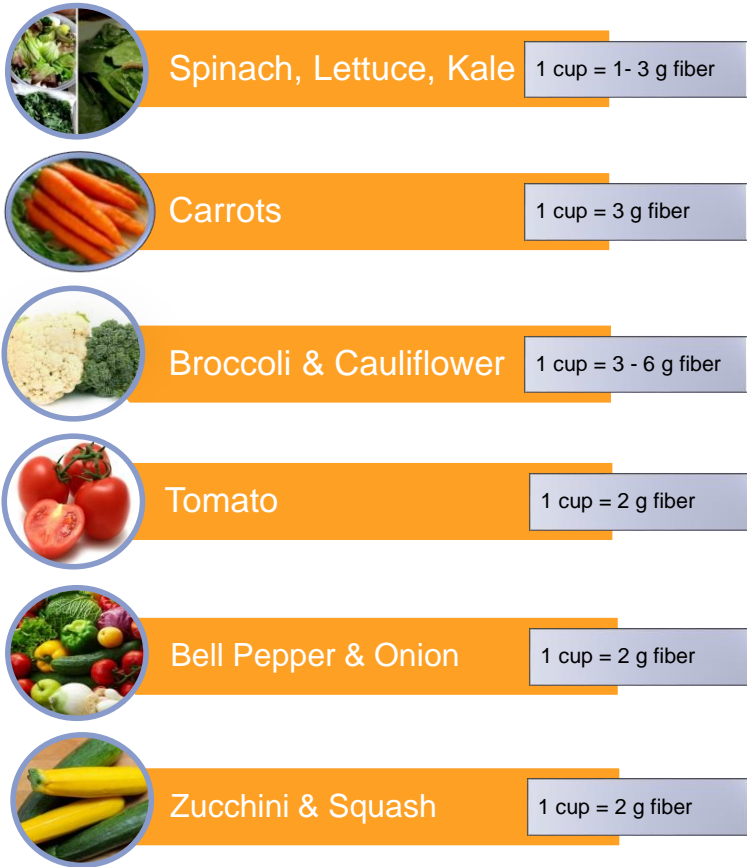 Spinach, Lettuce, Kale
1 cup = 1- 3 g fiber
Carrots
1 cup = 3 g fiber
Broccoli & Cauliflower
1 cup = 3 - 6 g fiber
Tomato
1 cup = 2 g fiber
Bell Pepper & Onion
1 cup = 2 g fiber
Zucchini & Squash
1 cup = 2 g fiber